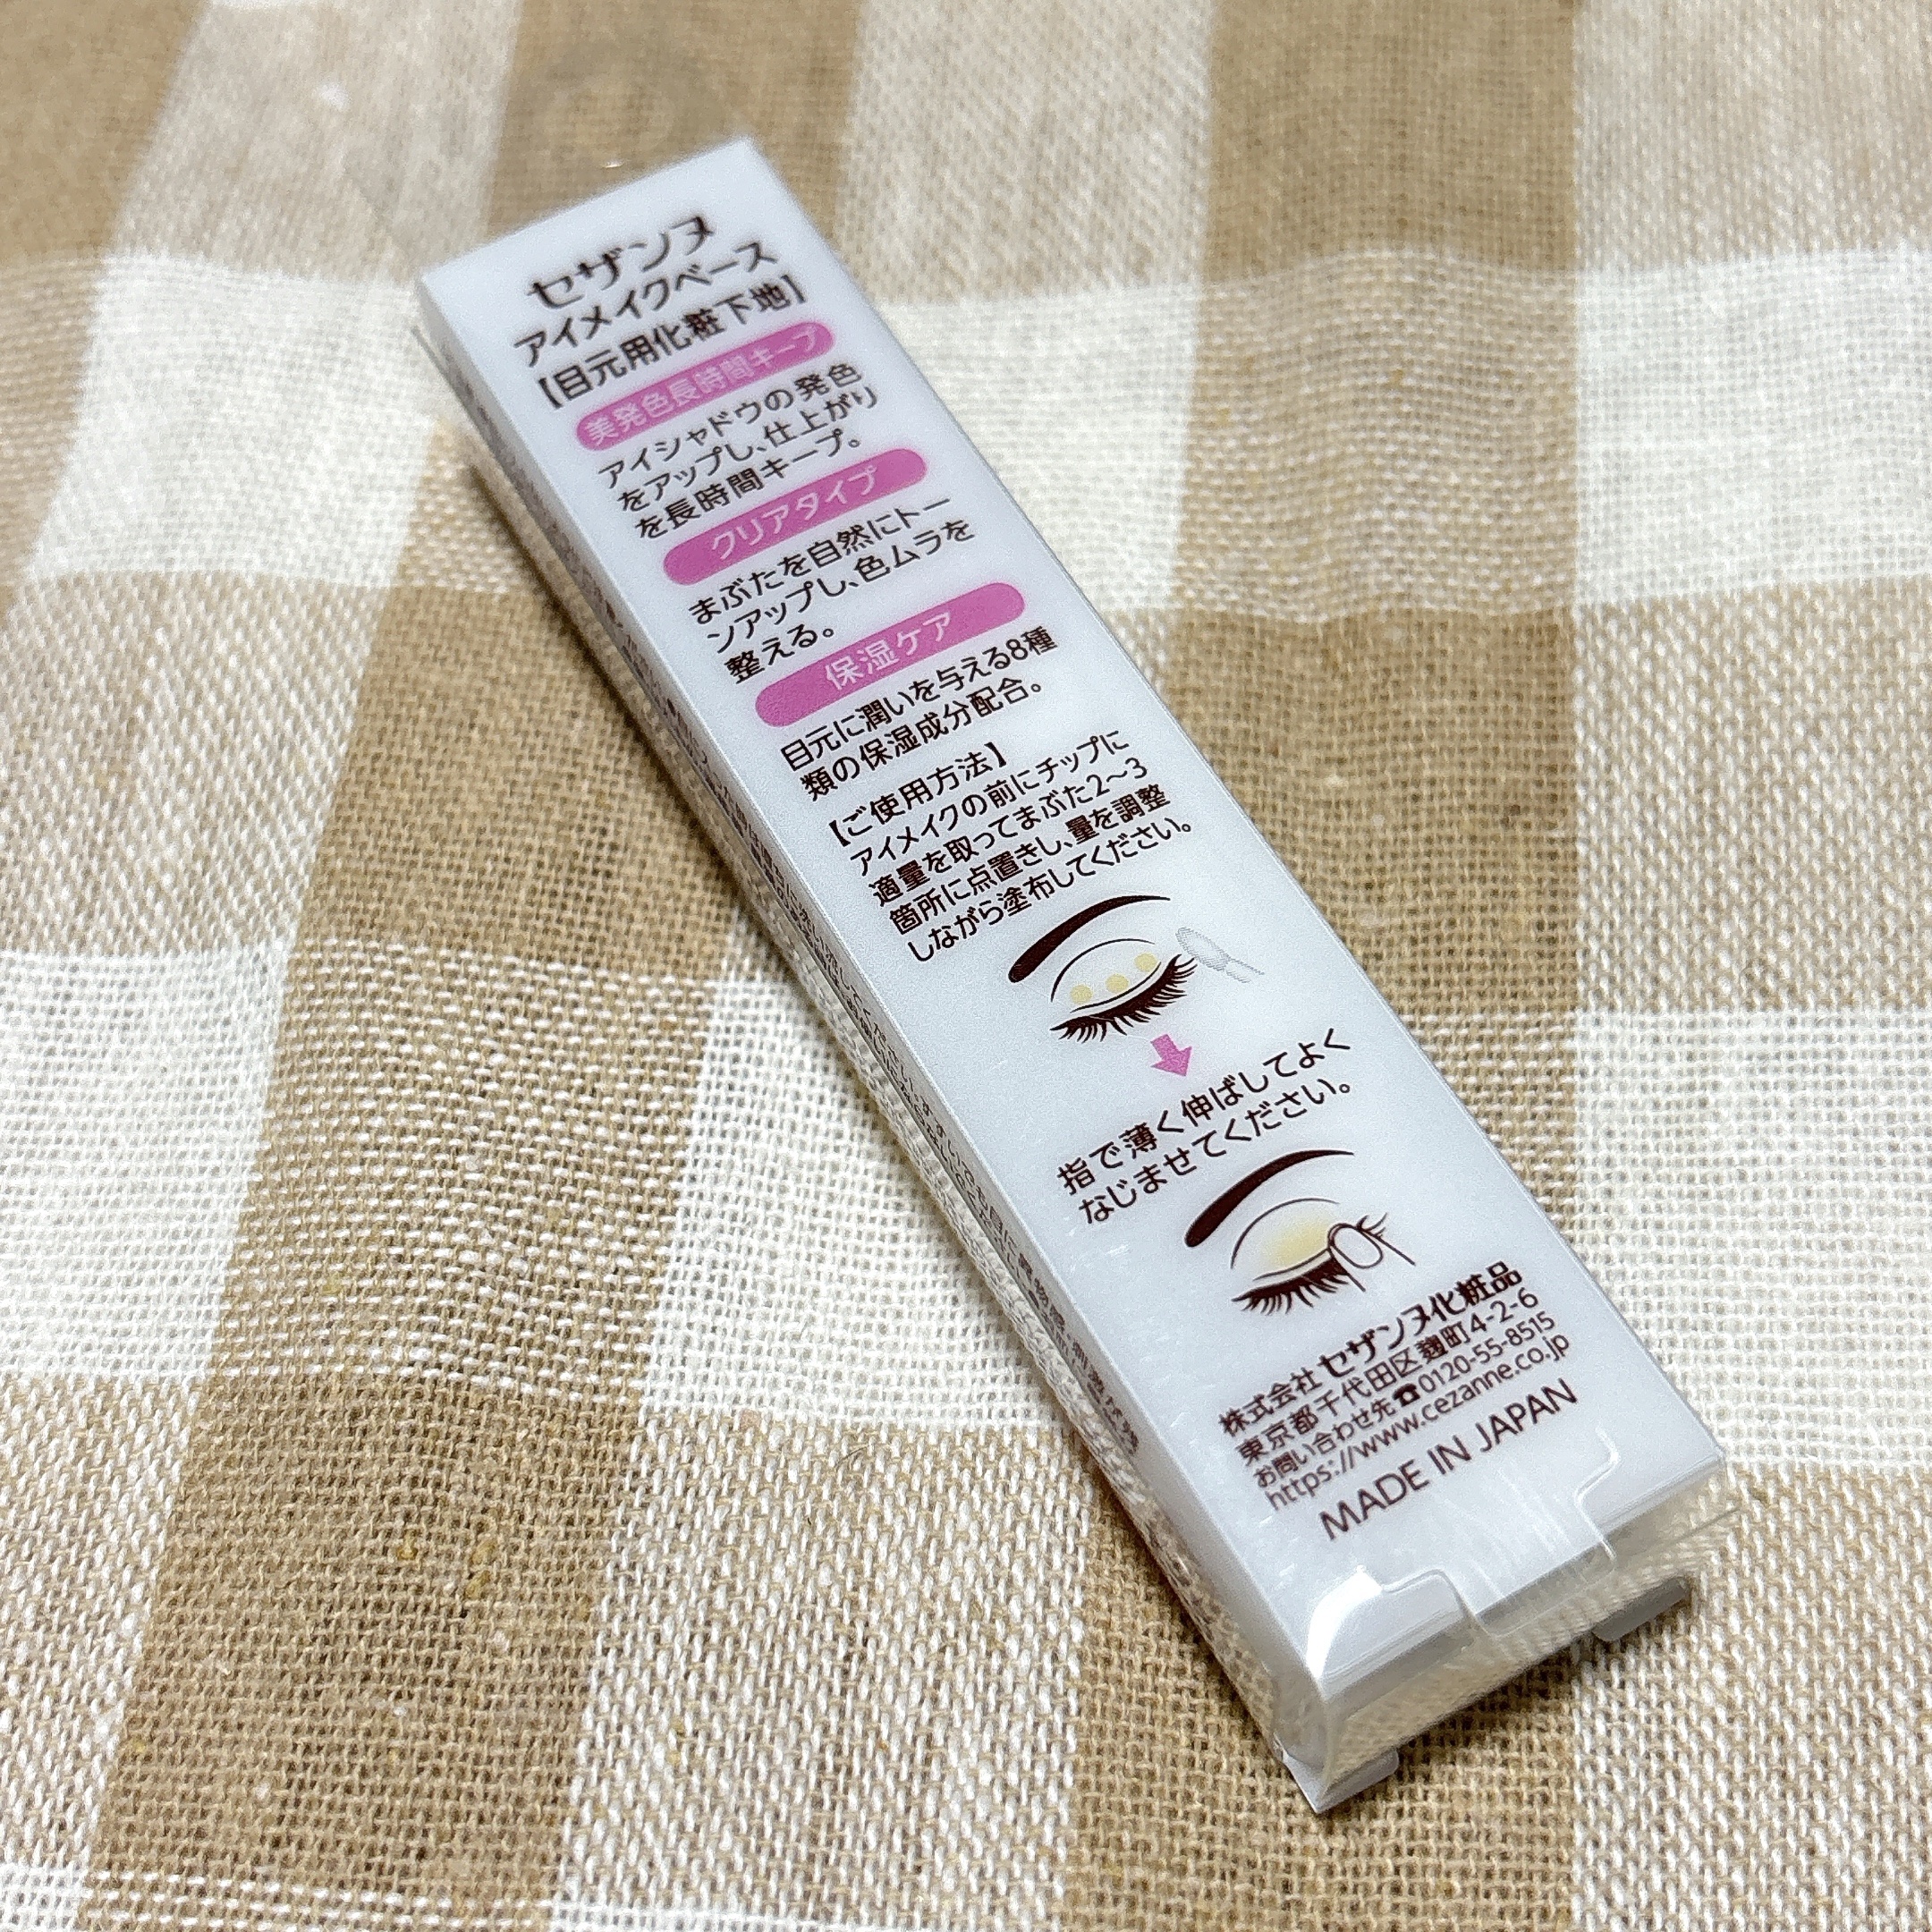 セザンヌ
アイメイクベース
【目元用化粧下地】
美発色長時間キープ
アイシャドウの発色
をアップし、仕上がり
を長時間キープ。
クリアタイプ
まぶたを自然にトー
ンアップし、色ムラを
整える。
保湿ケア
目元に潤いを与える8種
類の保湿成分配合。
【ご使用方法】
アイメイクの前にチップに
適量を取ってまぶた2〜3
箇所に点置きし、量を調整
しながら塗布してください。
指で薄く伸ばしてよく
なじませてください。
株式会社 セザンヌ化粧品
東京都千代田区麹町4-2-6
お問い合わせ先☎0120-55-8515
https://www.cezanne.co.jp
MADE IN JAPAN